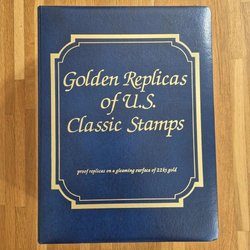 Golden Replicas
of U.S.
Classic Stamps
proof replicas on a gleaming surface of 22kt gold